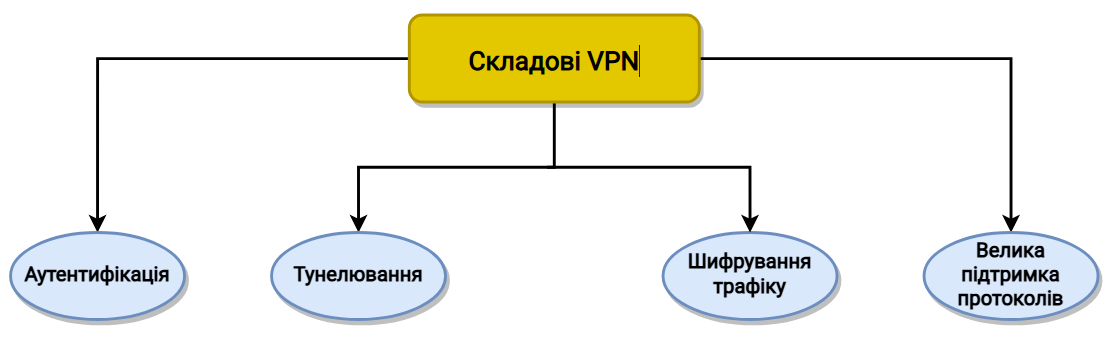 Складові VPN
Аутентифікація
Тунелювання
Шифрування
трафіку
Велика
підтримка
протоколів